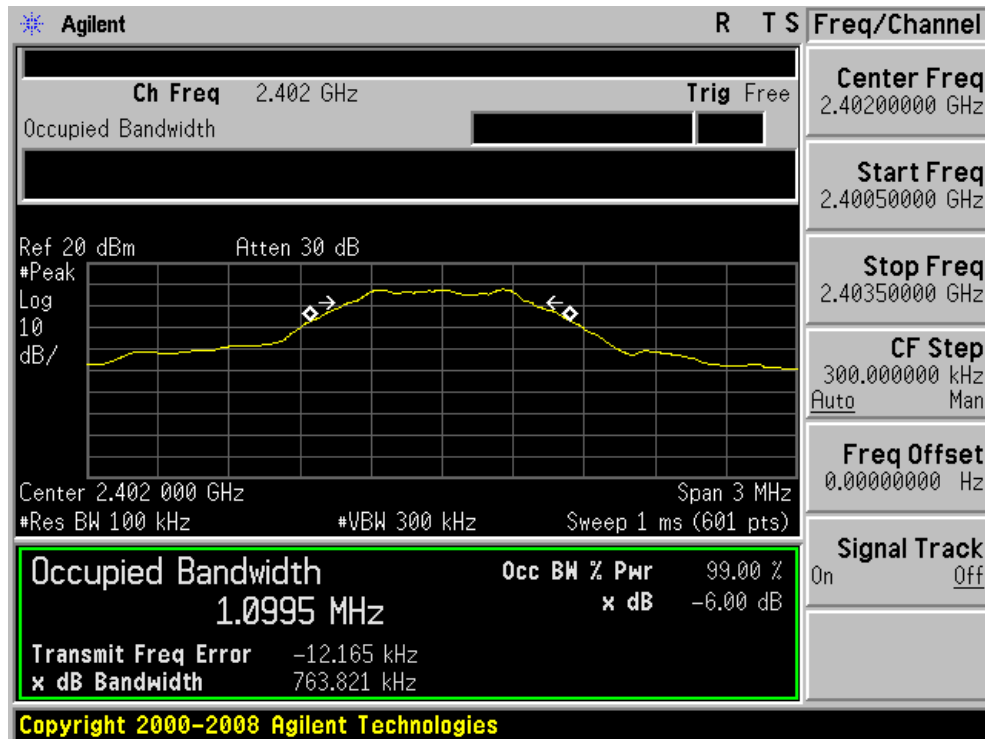 Agilent
R T S
Freq/Channel
Ch Freq 2.402 GHz
Trig Free
Occupied Bandwidth
Center Freq
2.40200000 GHz
Start Freq
2.40050000 GHz
Stop Freq
2.40350000 GHz
CF Step
300.000000 kHz
Auto Man
Freq Offset
0.00000000 Hz
Signal Track
On Off
Ref 20 dBm
Atten 30 dB
#Peak
Log
10
dB/
Center 2.402 000 GHz
Span 3 MHz
#Res BW 100 kHz
#VBW 300 kHz
Sweep 1 ms (601 pts)
Occupied Bandwidth
1.0995 MHz
Occ BW % Pwr 99.00 %
x dB -6.00 dB
Transmit Freq Error -12.165 kHz
x dB Bandwidth 763.821 kHz
Copyright 2000-2008 Agilent Technologies